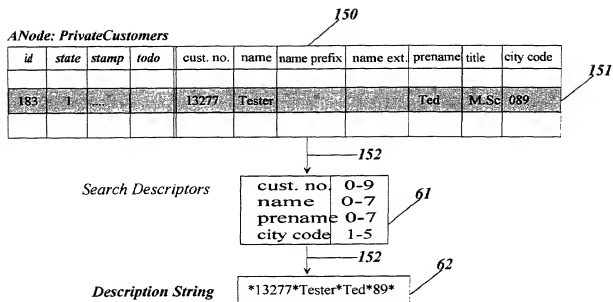 150
ANode: PrivateCustomers
id state stamp todo cust. no. name name prefix name ext. prename title city code
183 1 .... 13277 Tester Ted M.Sc 089
151
152
Search Descriptors
cust. no. 0-9
name 0-7
prename 0-7
city code 1-5
61
152
62
Description String
*13277*Tester*Ted*89*